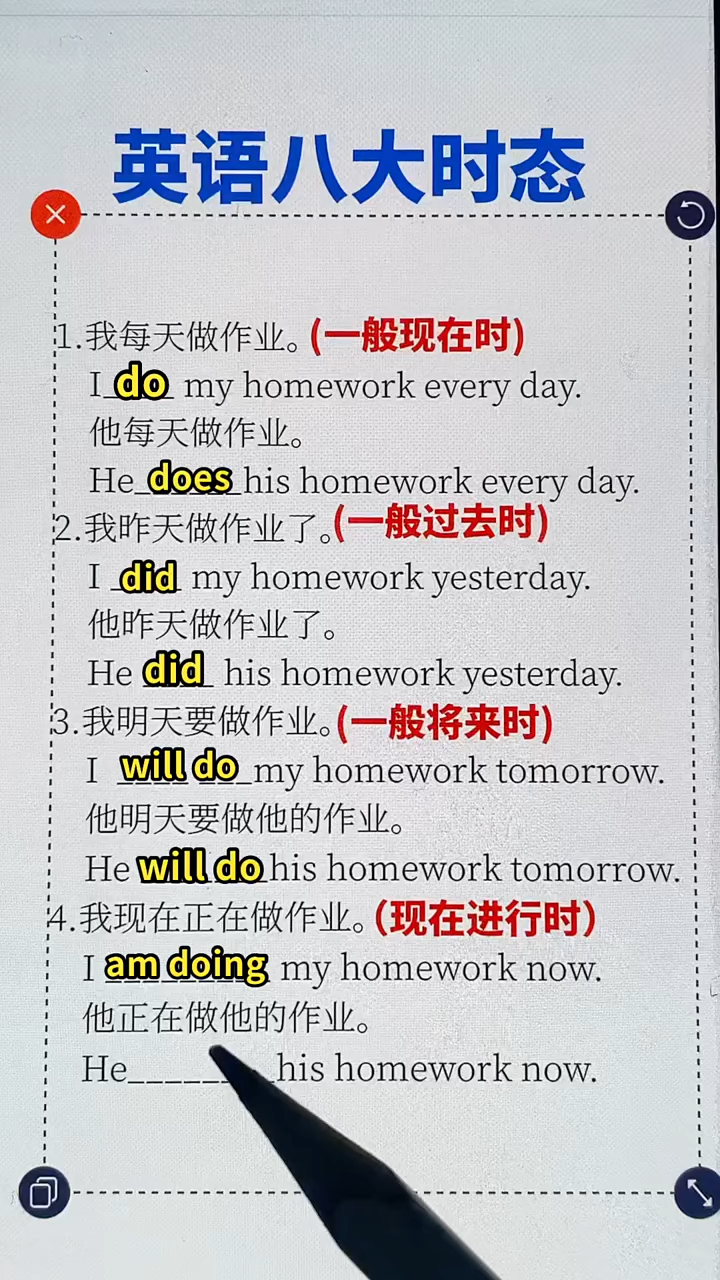 英语八大时态
1.我每天做作业。(一般现在时)
I do my homework every day.
他每天做作业。
He does his homework every day.
2.我昨天做作业了。(一般过去时)
I did my homework yesterday.
他昨天做作业了。
He did his homework yesterday.
3.我明天要做作业。(一般将来时)
I will do my homework tomorrow.
他明天要做他的作业。
He will do his homework tomorrow.
4.我现在正在做作业。(现在进行时)
I am doing my homework now.
他正在做他的作业。
He_______his homework now.